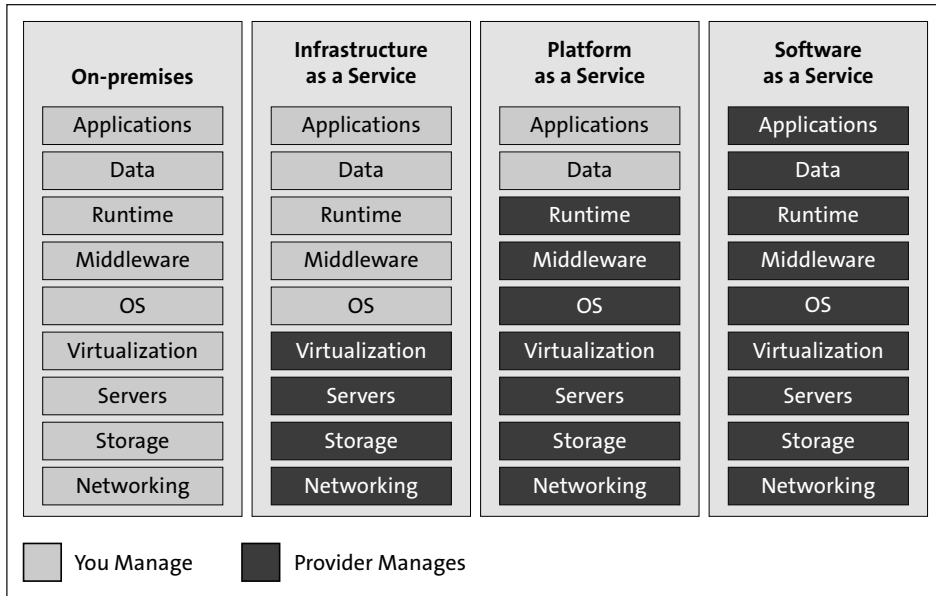 On-premises
Applications
Data
Runtime
Middleware
OS
Virtualization
Servers
Storage
Networking
Infrastructure
as a Service
Applications
Data
Runtime
Middleware
OS
Virtualization
Servers
Storage
Networking
Platform
as a Service
Applications
Data
Runtime
Middleware
OS
Virtualization
Servers
Storage
Networking
Software
as a Service
Applications
Data
Runtime
Middleware
OS
Virtualization
Servers
Storage
Networking
You Manage
Provider Manages